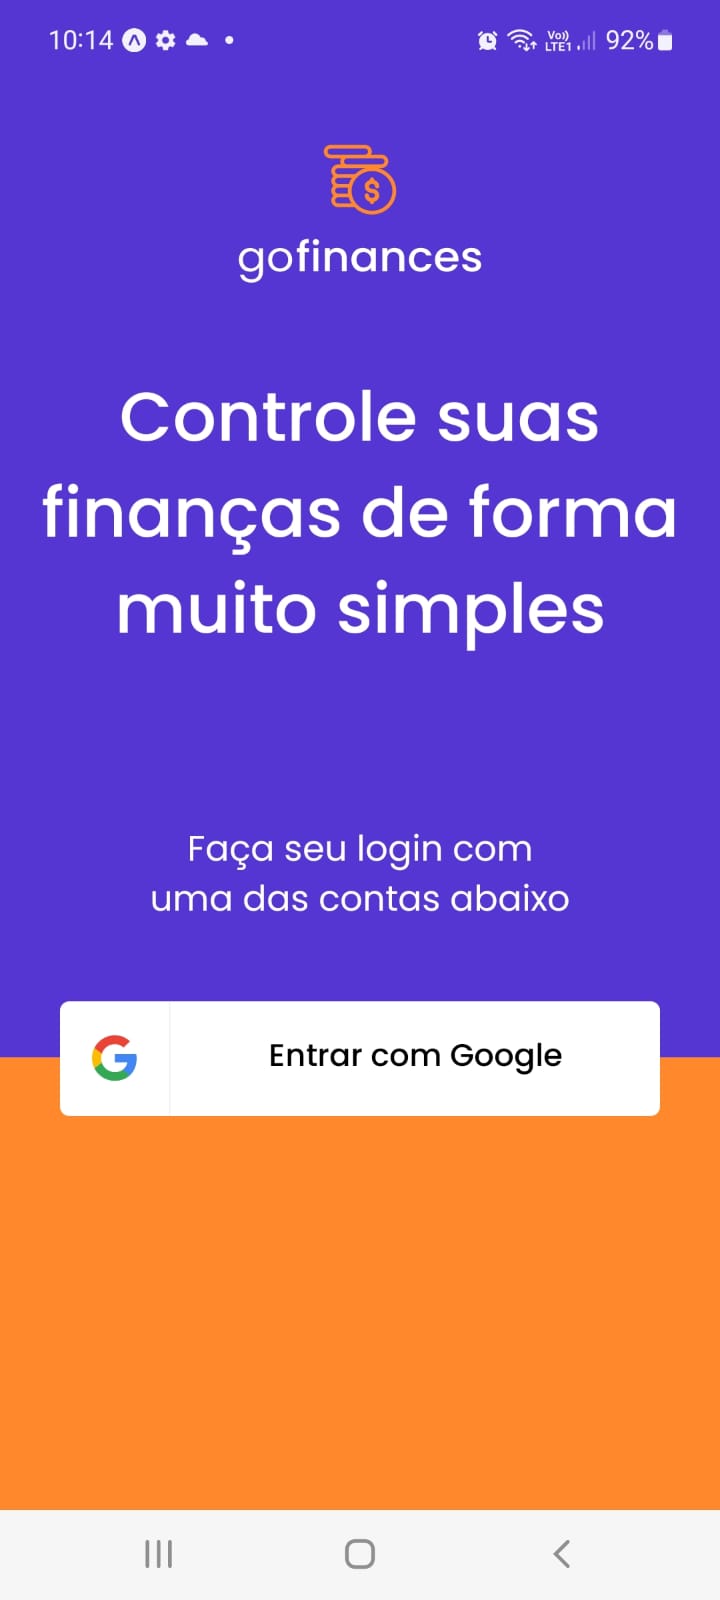 10:14
Vo)) LTE1 92%
$
gofinances
Controle suas
finanças de forma
muito simples
Faça seu login com
uma das contas abaixo
G Entrar com Google